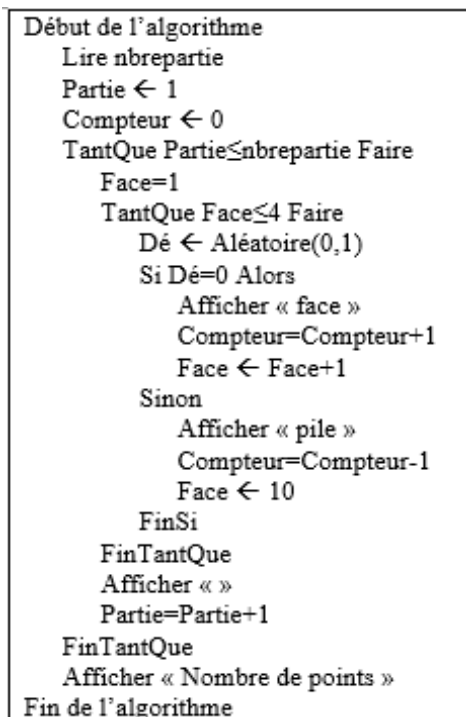 Début de l’algorithme
Lire nbrepartie
Partie ← 1
Compteur ← 0
TantQue Partie≤nbrepartie Faire
Face=1
TantQue Face≤4 Faire
Dé ← Aléatoire(0,1)
Si Dé=0 Alors
Afficher « face »
Compteur=Compteur+1
Face ← Face+1
Sinon
Afficher « pile »
Compteur=Compteur-1
Face ← 10
FinSi
FinTantQue
Afficher « »
Partie=Partie+1
FinTantQue
Afficher « Nombre de points »
Fin de l’algorithme